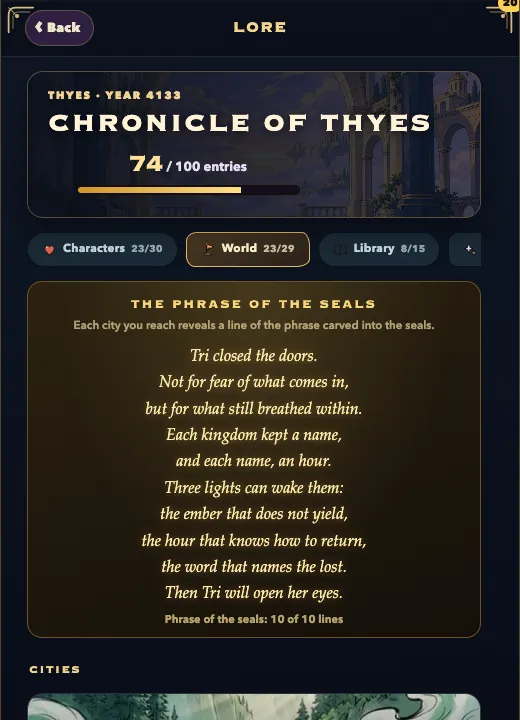 Back
LORE
20
THYES · YEAR 4133
CHRONICLE OF THYES
74 / 100 entries
Characters 23/30
World 23/29
Library 8/15
THE PHRASE OF THE SEALS
Each city you reach reveals a line of the phrase carved into the seals.
Tri closed the doors.
Not for fear of what comes in,
but for what still breathed within.
Each kingdom kept a name,
and each name, an hour.
Three lights can wake them:
the ember that does not yield,
the hour that knows how to return,
the word that names the lost.
Then Tri will open her eyes.
Phrase of the seals: 10 of 10 lines
CITIES